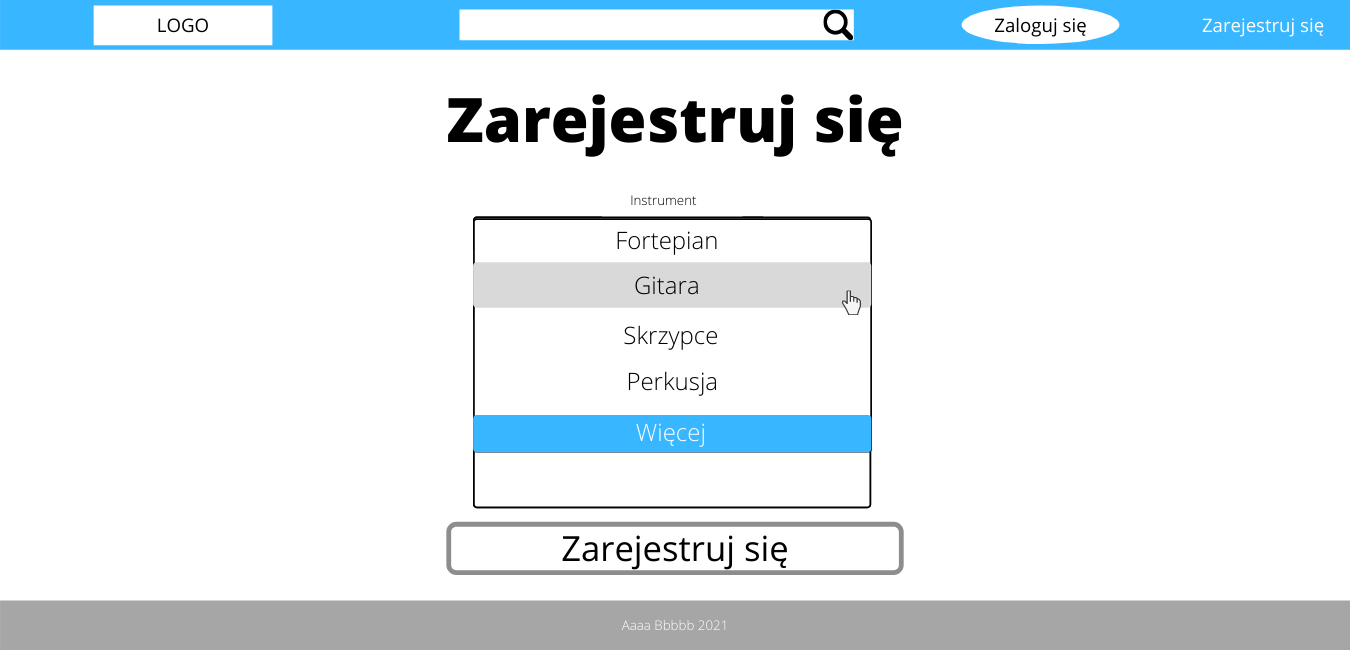 LOGO
Zaloguj się
Zarejestruj się
Zarejestruj się
Instrument
Fortepian
Gitara
Skrzypce
Perkusja
Więcej
Zarejestruj się
Aaaa Bbbbb 2021